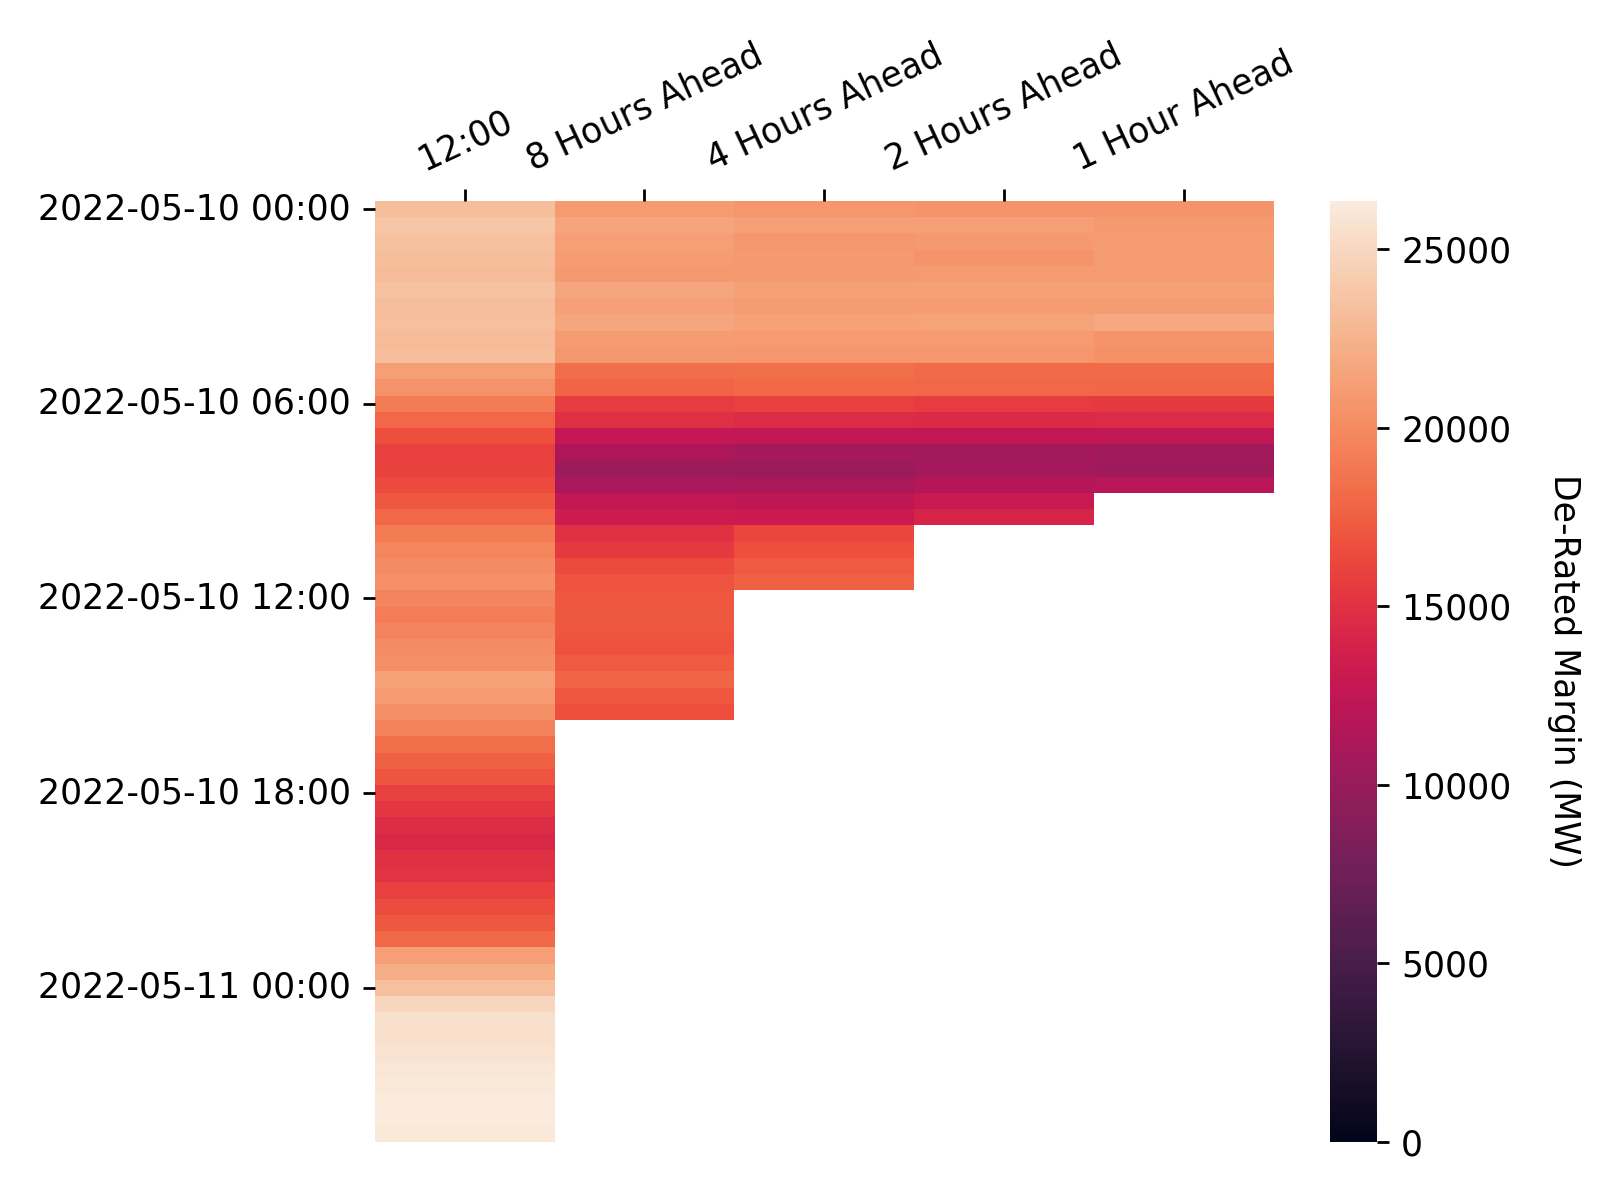 12:00
8 Hours Ahead
4 Hours Ahead
2 Hours Ahead
1 Hour Ahead
2022-05-10 00:00
2022-05-10 06:00
2022-05-10 12:00
2022-05-10 18:00
2022-05-11 00:00
25000
20000
15000
10000
5000
0
De-Rated Margin (MW)